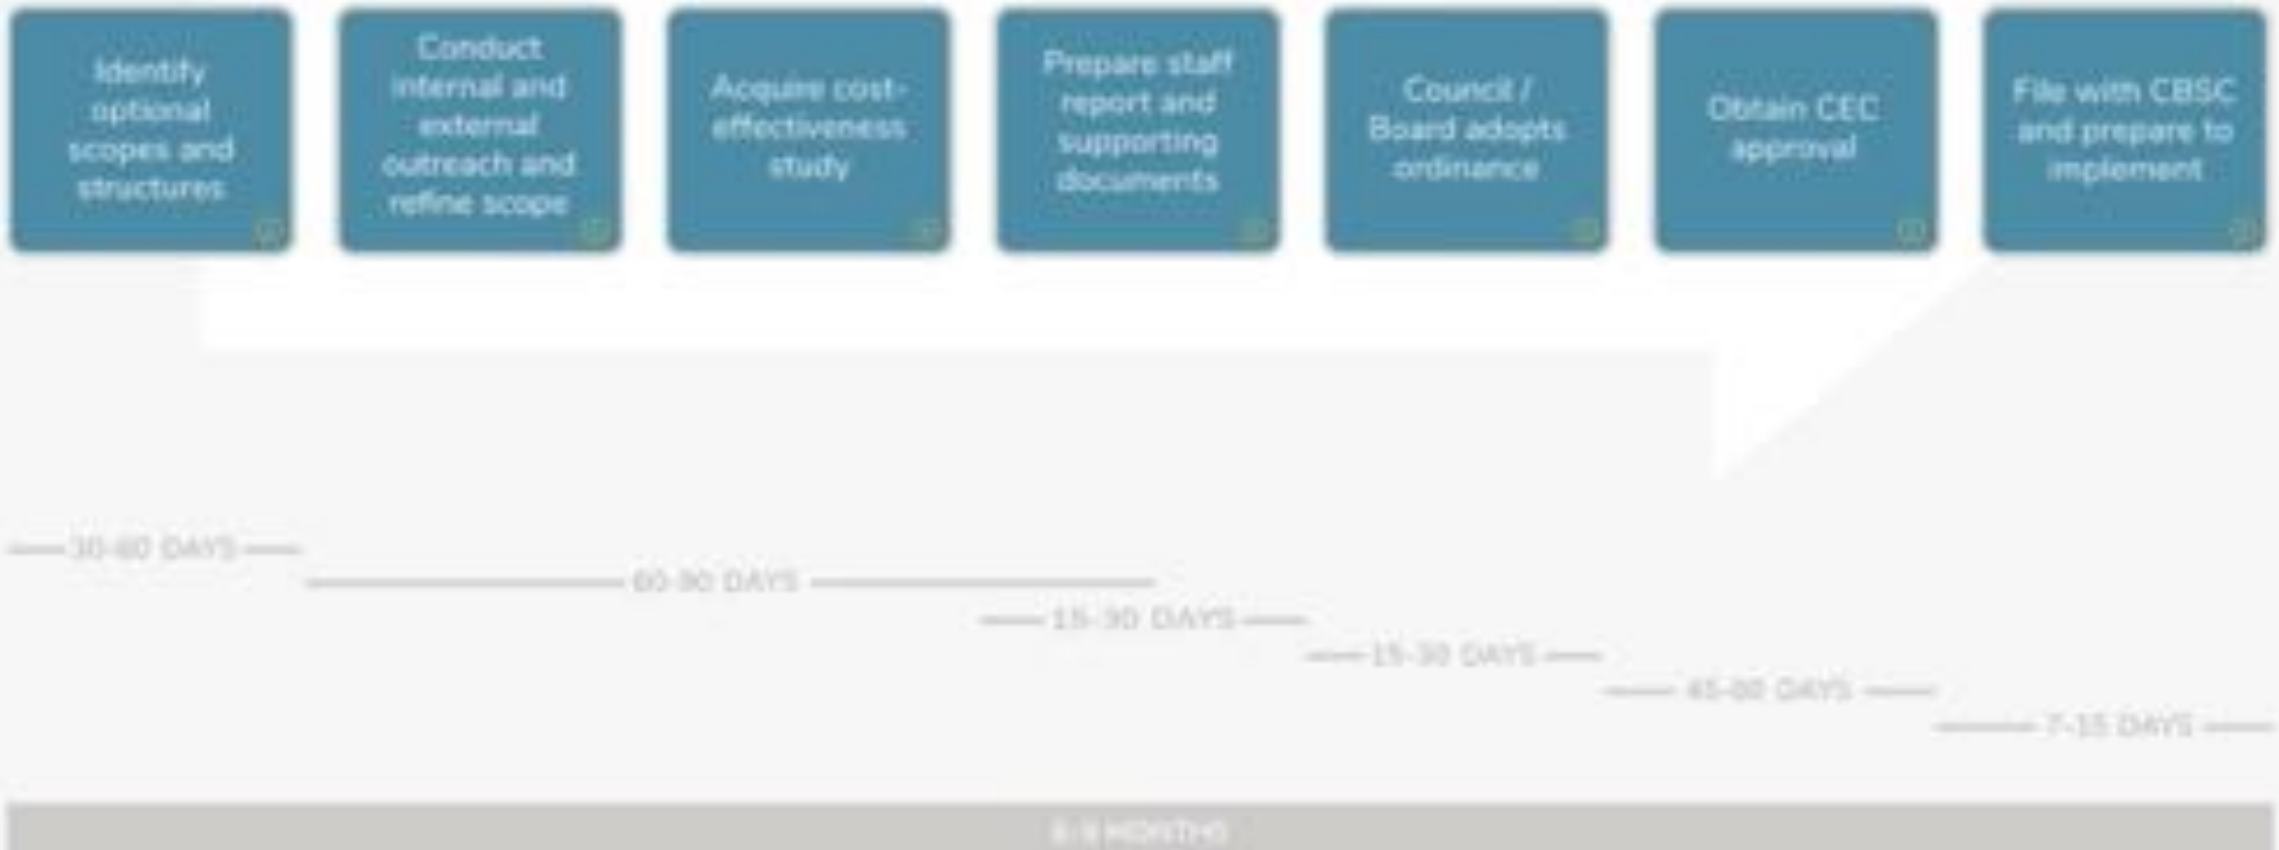 Identify
optional
scopes and
structures
Conduct
internal and
external
outreach and
refine scope
Acquire cost-
effectiveness
study
Prepare staff
report and
supporting
documents
Council /
Board adopts
ordinance
Obtain CEC
approval
File with CBSC
and prepare to
implement
30-60 DAYS
60-90 DAYS
15-30 DAYS
15-30 DAYS
DAYS
7-15 DAYS
MONTHS